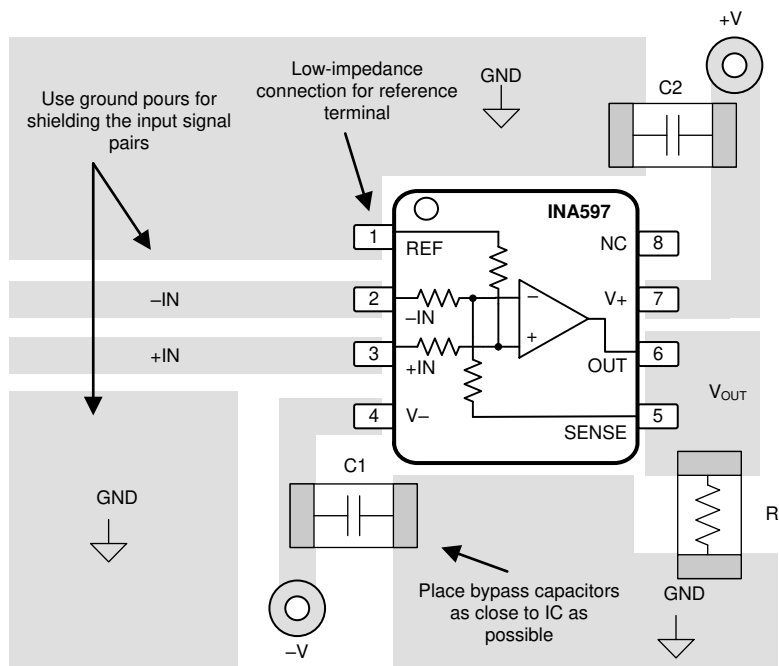 +V
Low-impedance
connection for reference
terminal
GND
C2
Use ground pours for
shielding the input signal
pairs
INA597
1
REF
NC
8
–IN
2
–IN
V+
7
+IN
3
+IN
OUT
6
4
V–
SENSE
5
VOUT
C1
GND
R
Place bypass capacitors
as close to IC as
possible
GND
–V